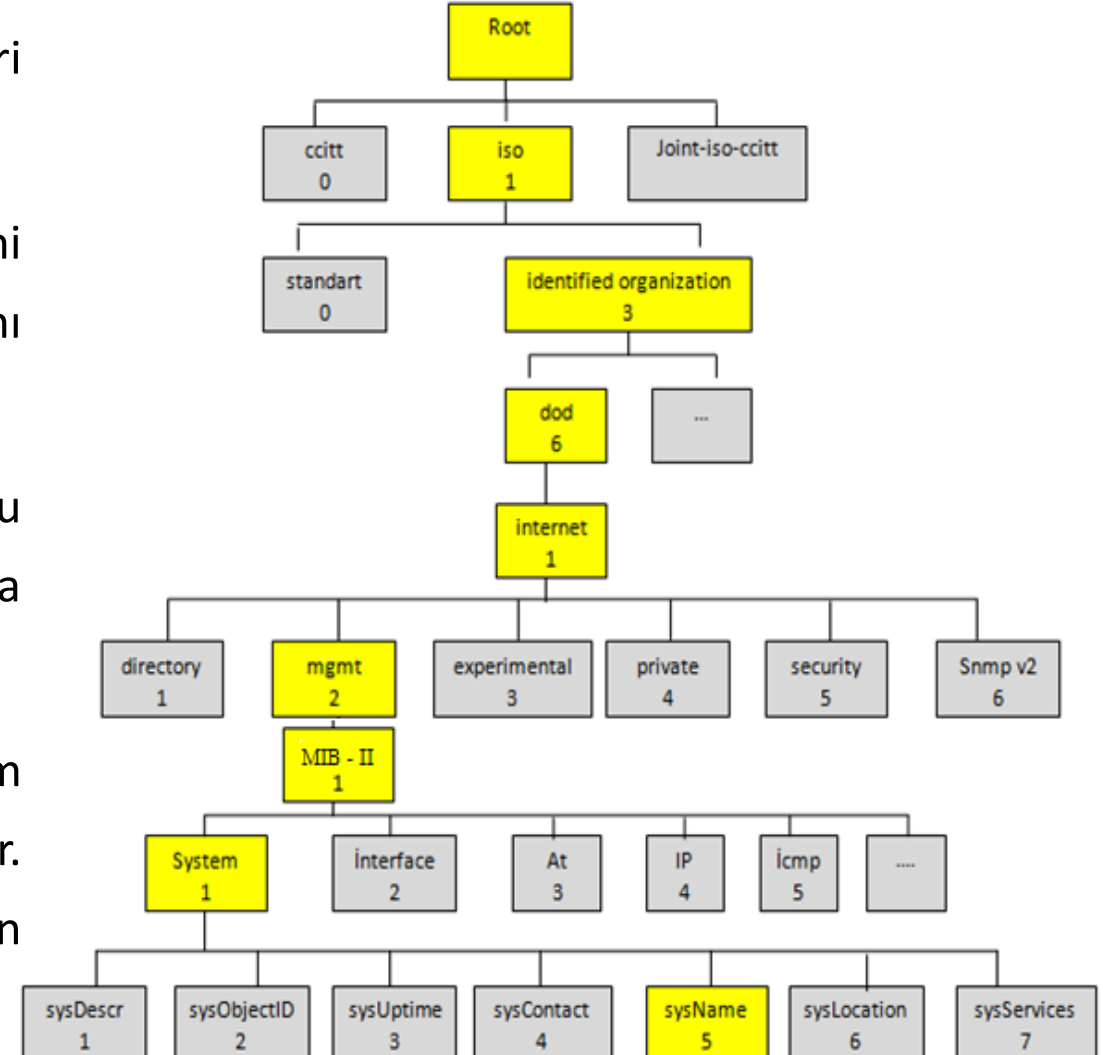 Root
ri
ccitt
0
iso
1
Joint-iso-ccitt
ni
nı
standart
0
identified organization
3
dod
6
...
u
a
internet
1
directory
1
mgmt
2
experimental
3
private
4
security
5
Snmp v2
6
m
MIB - II
1
r.
n
System
1
İnterface
2
At
3
IP
4
İcmp
5
....
sysDescr
1
sysObjectID
2
sysUptime
3
sysContact
4
sysName
5
sysLocation
6
sysServices
7